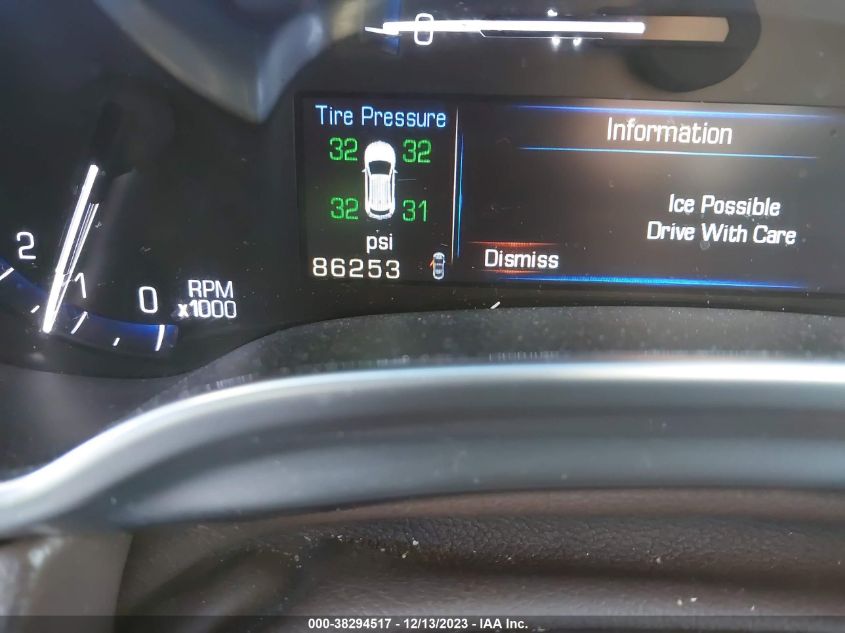 0
Tire Pressure
32 32
32 31
psi
86253
Information
Ice Possible
Drive With Care
Dismiss
2
1
0
RPM
x1000
000-38294517 - 12/13/2023 - IAA Inc.